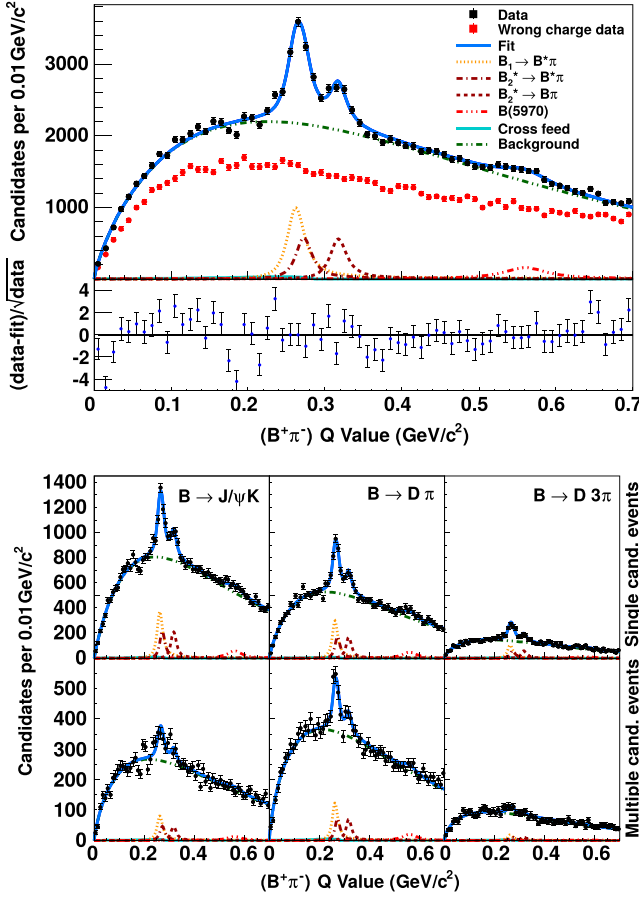 Candidates per 0.01 GeV/c²
3000
2000
1000
Data
Wrong charge data
Fit
B₁ → B*π
B₂* → B*π
B₂* → Bπ
B(5970)
Cross feed
Background
(data-fit)/√data
4
2
0
-2
-4
0 0.1 0.2 0.3 0.4 0.5 0.6 0.7
(B⁺π⁻) Q Value (GeV/c²)
Candidates per 0.01 GeV/c²
1400
1200
1000
800
600
400
200
0
B → J/ψK
B → D π
B → D 3π
Single cand. events
500
400
300
200
100
0
Multiple cand. events
0 0.2 0.4 0.6 0 0.2 0.4 0.6 0 0.2 0.4 0.6
(B⁺π⁻) Q Value (GeV/c²)